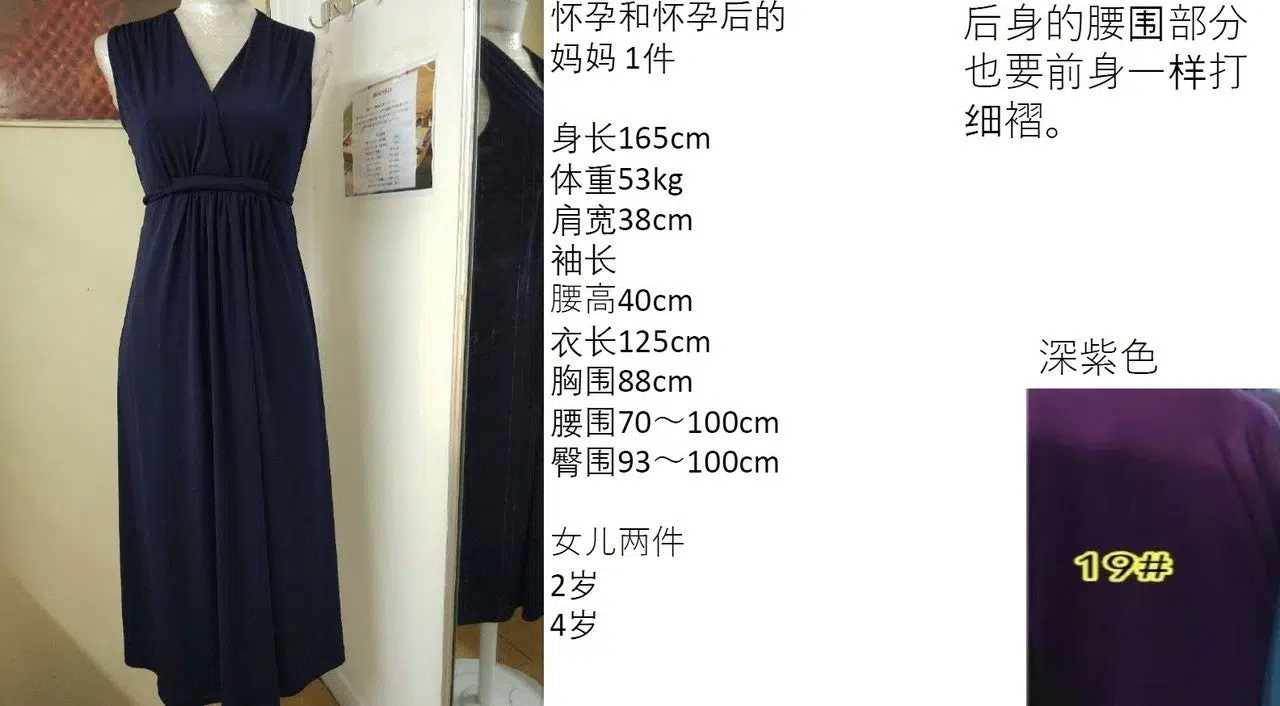 怀孕和怀孕后的
妈妈 1件
身长165cm
体重53kg
肩宽38cm
袖长
腰高40cm
衣长125cm
胸围88cm
腰围70～100cm
臀围93～100cm
女儿两件
2岁
4岁
后身的腰围部分
也要前身一样打
细褶。
深紫色
19#